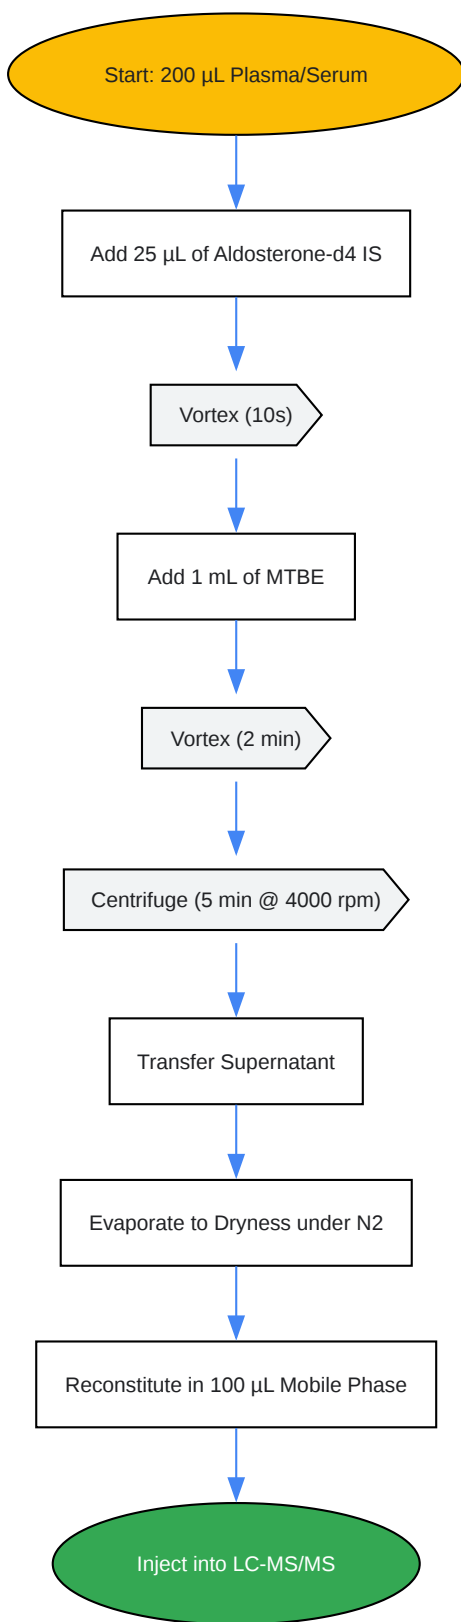 Start: 200 µL Plasma/Serum
Add 25 µL of Aldosterone-d4 IS
Vortex (10s)
Add 1 mL of MTBE
Vortex (2 min)
Centrifuge (5 min @ 4000 rpm)
Transfer Supernatant
Evaporate to Dryness under N2
Reconstitute in 100 µL Mobile Phase
Inject into LC-MS/MS